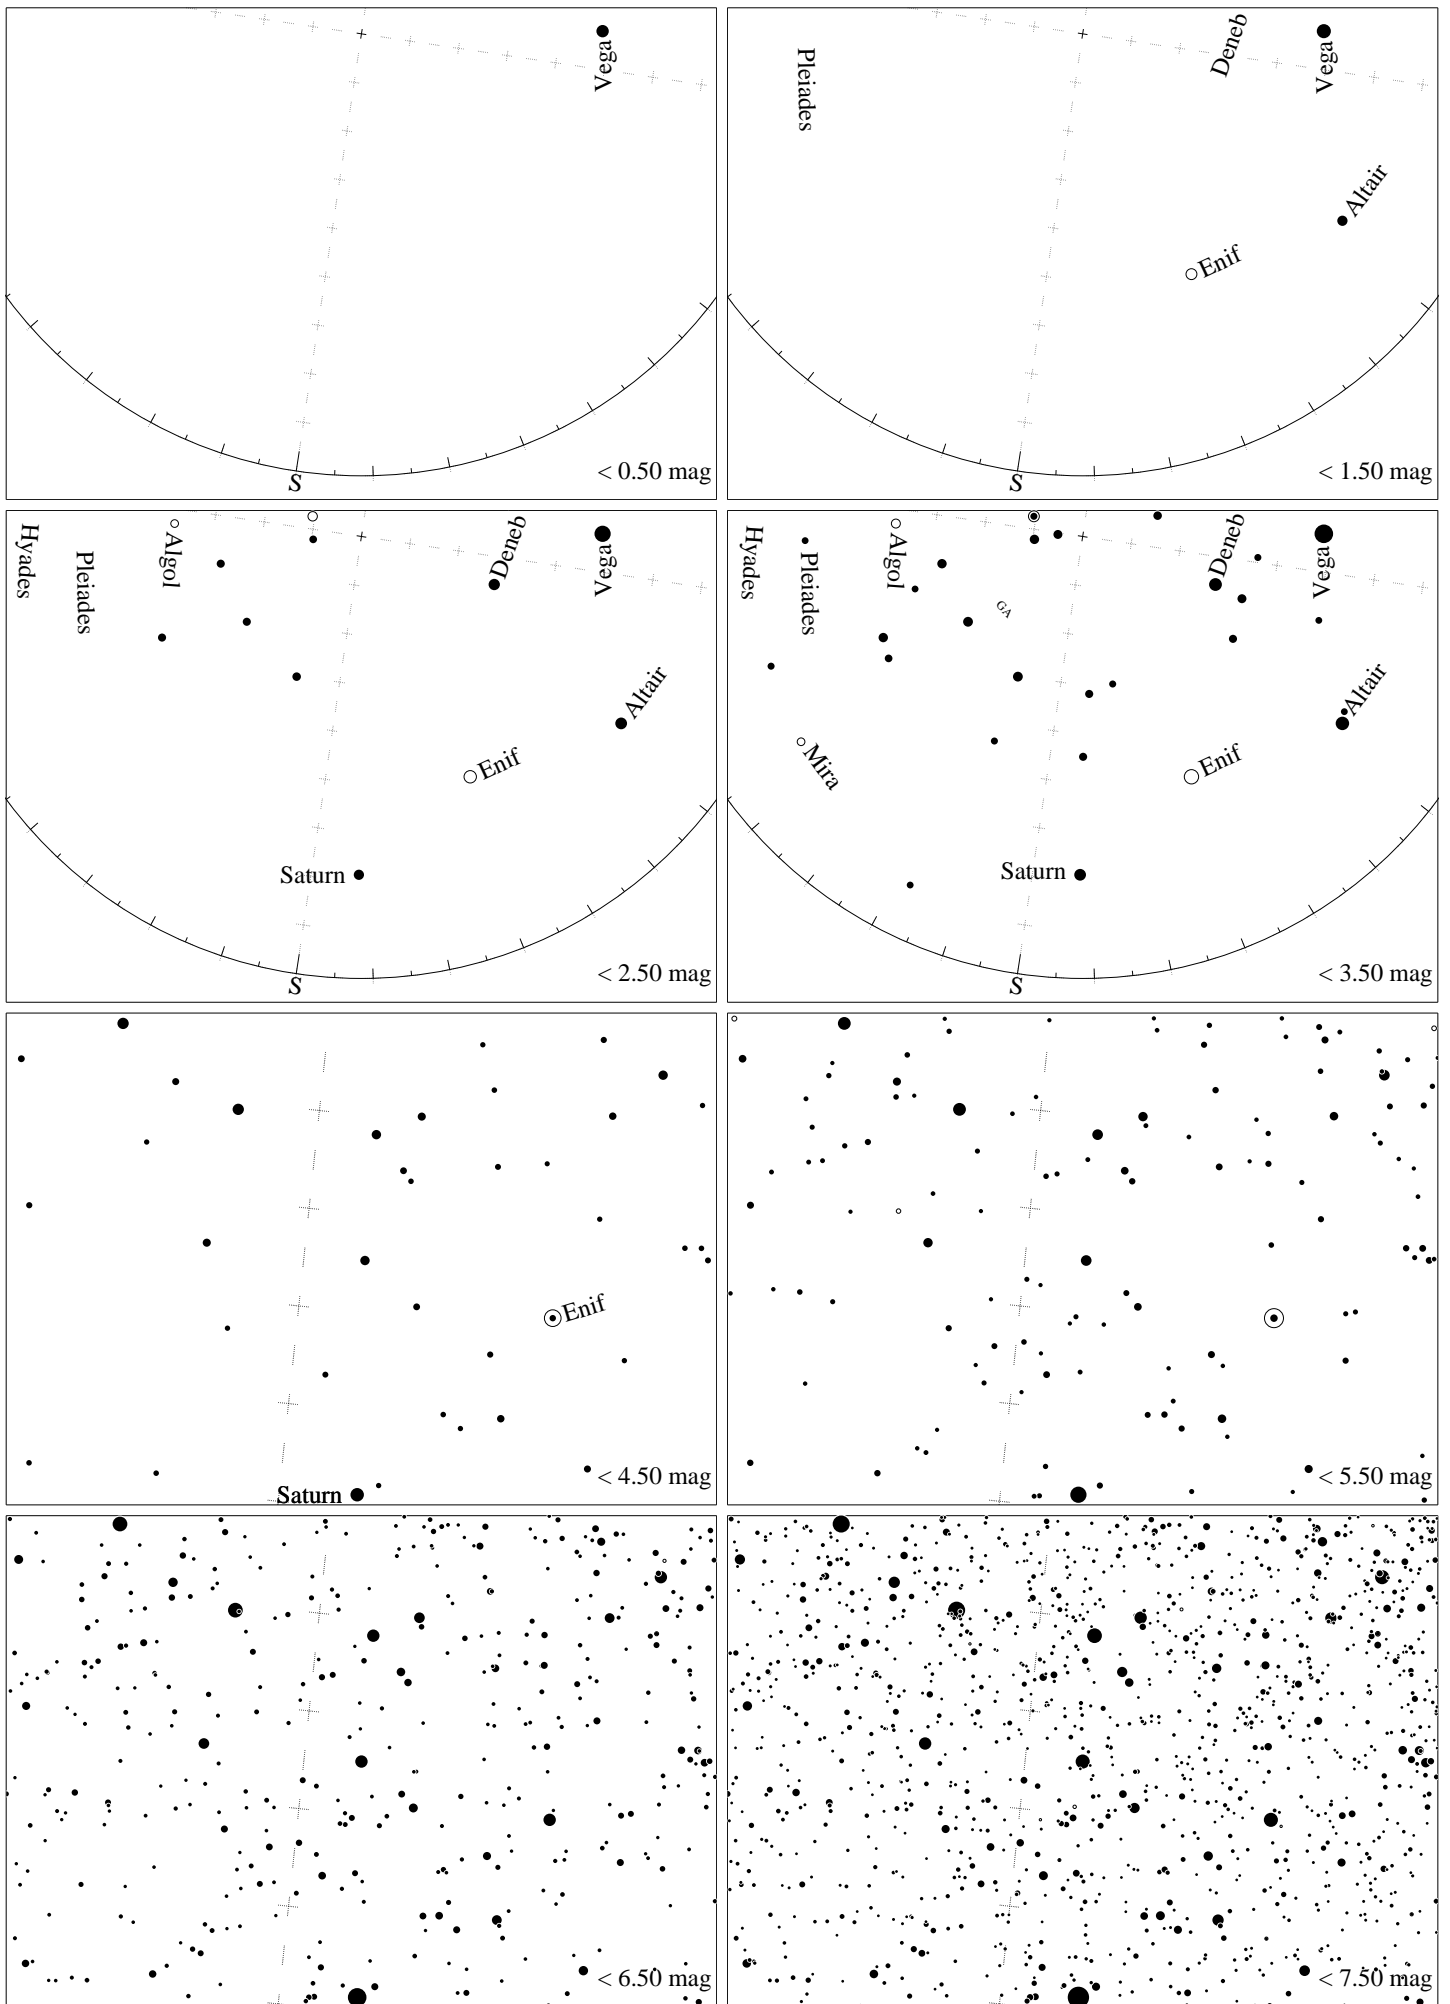 Vega
S
< 0.50 mag
Pleiades
Deneb
Vega
Altair
Enif
S
< 1.50 mag
Hyades
Pleiades
Algol
Deneb
Vega
Altair
Enif
Saturn
S
< 2.50 mag
Hyades
Pleiades
Algol
GA
Deneb
Vega
Altair
Mira
Enif
Saturn
S
< 3.50 mag
Enif
Saturn
< 4.50 mag
< 5.50 mag
< 6.50 mag
< 7.50 mag